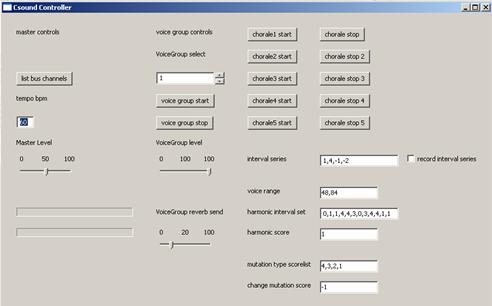 Csound Controller
master controls
voice group controls
chorale1 start
chorale stop
VoiceGroup select
chorale2 start
chorale stop 2
list bus channels
1
chorale3 start
chorale stop 3
tempo bpm
voice group start
chorale4 start
chorale stop 4
60
voice group stop
chorale5 start
chorale stop 5
Master Level
VoiceGroup level
0 50 100
0 100 100
interval series
1,4,-1,-2
record interval series
voice range
48,84
VoiceGroup reverb send
harmonic interval set
0,1,1,4,4,3,0,3,4,4,1,1
0 20 100
harmonic score
1
mutation type scorelist
4,3,2,1
change mutation score
-1